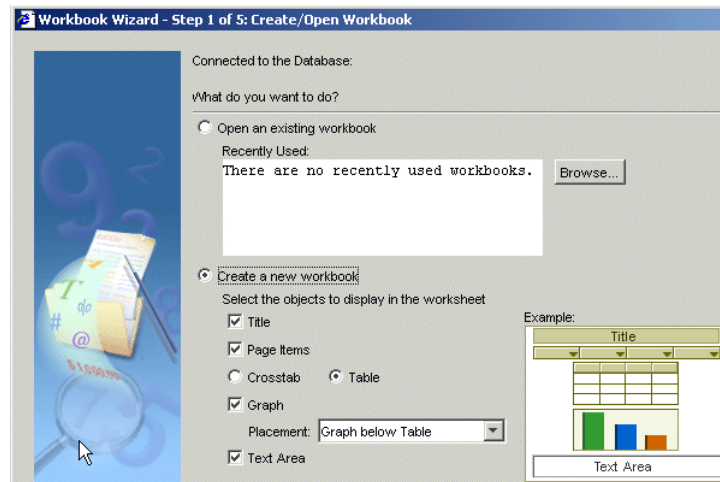 Workbook Wizard - Step 1 of 5: Create/Open Workbook
Connected to the Database:
What do you want to do?
Open an existing workbook
Recently Used:
There are no recently used workbooks.
Browse...
Create a new workbook
Select the objects to display in the worksheet
Title
Page Items
Crosstab Table
Graph
Placement: Graph below Table
Text Area
Example:
Title
Text Area
# @ T %
$1,000.00